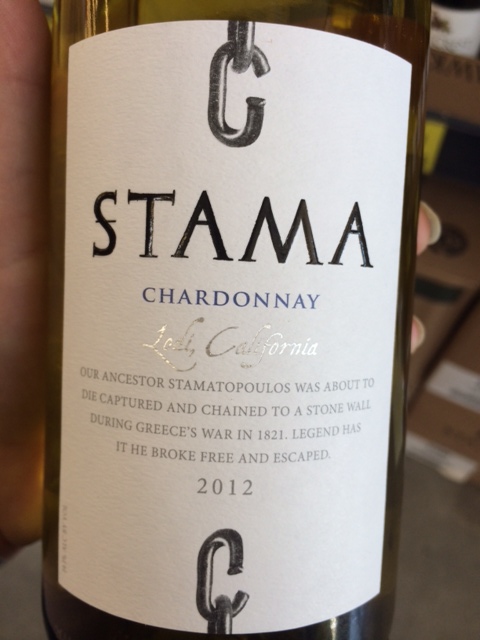 STAMA
CHARDONNAY
Lodi, California
OUR ANCESTOR STAMATOPOULOS WAS ABOUT TO
DIE CAPTURED AND CHAINED TO A STONE WALL
DURING GREECE'S WAR IN 1821. LEGEND HAS
IT HE BROKE FREE AND ESCAPED.
2012